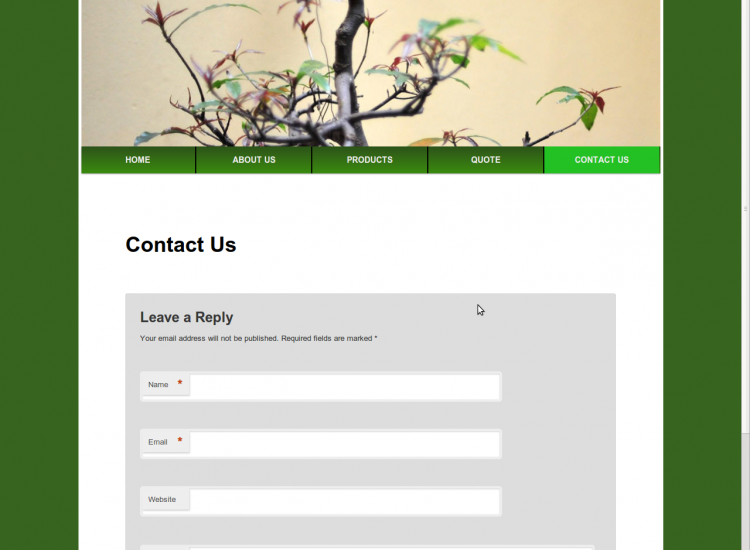 HOME ABOUT US PRODUCTS QUOTE CONTACT US
Contact Us
Leave a Reply
Your email address will not be published. Required fields are marked *
Name *
Email *
Website